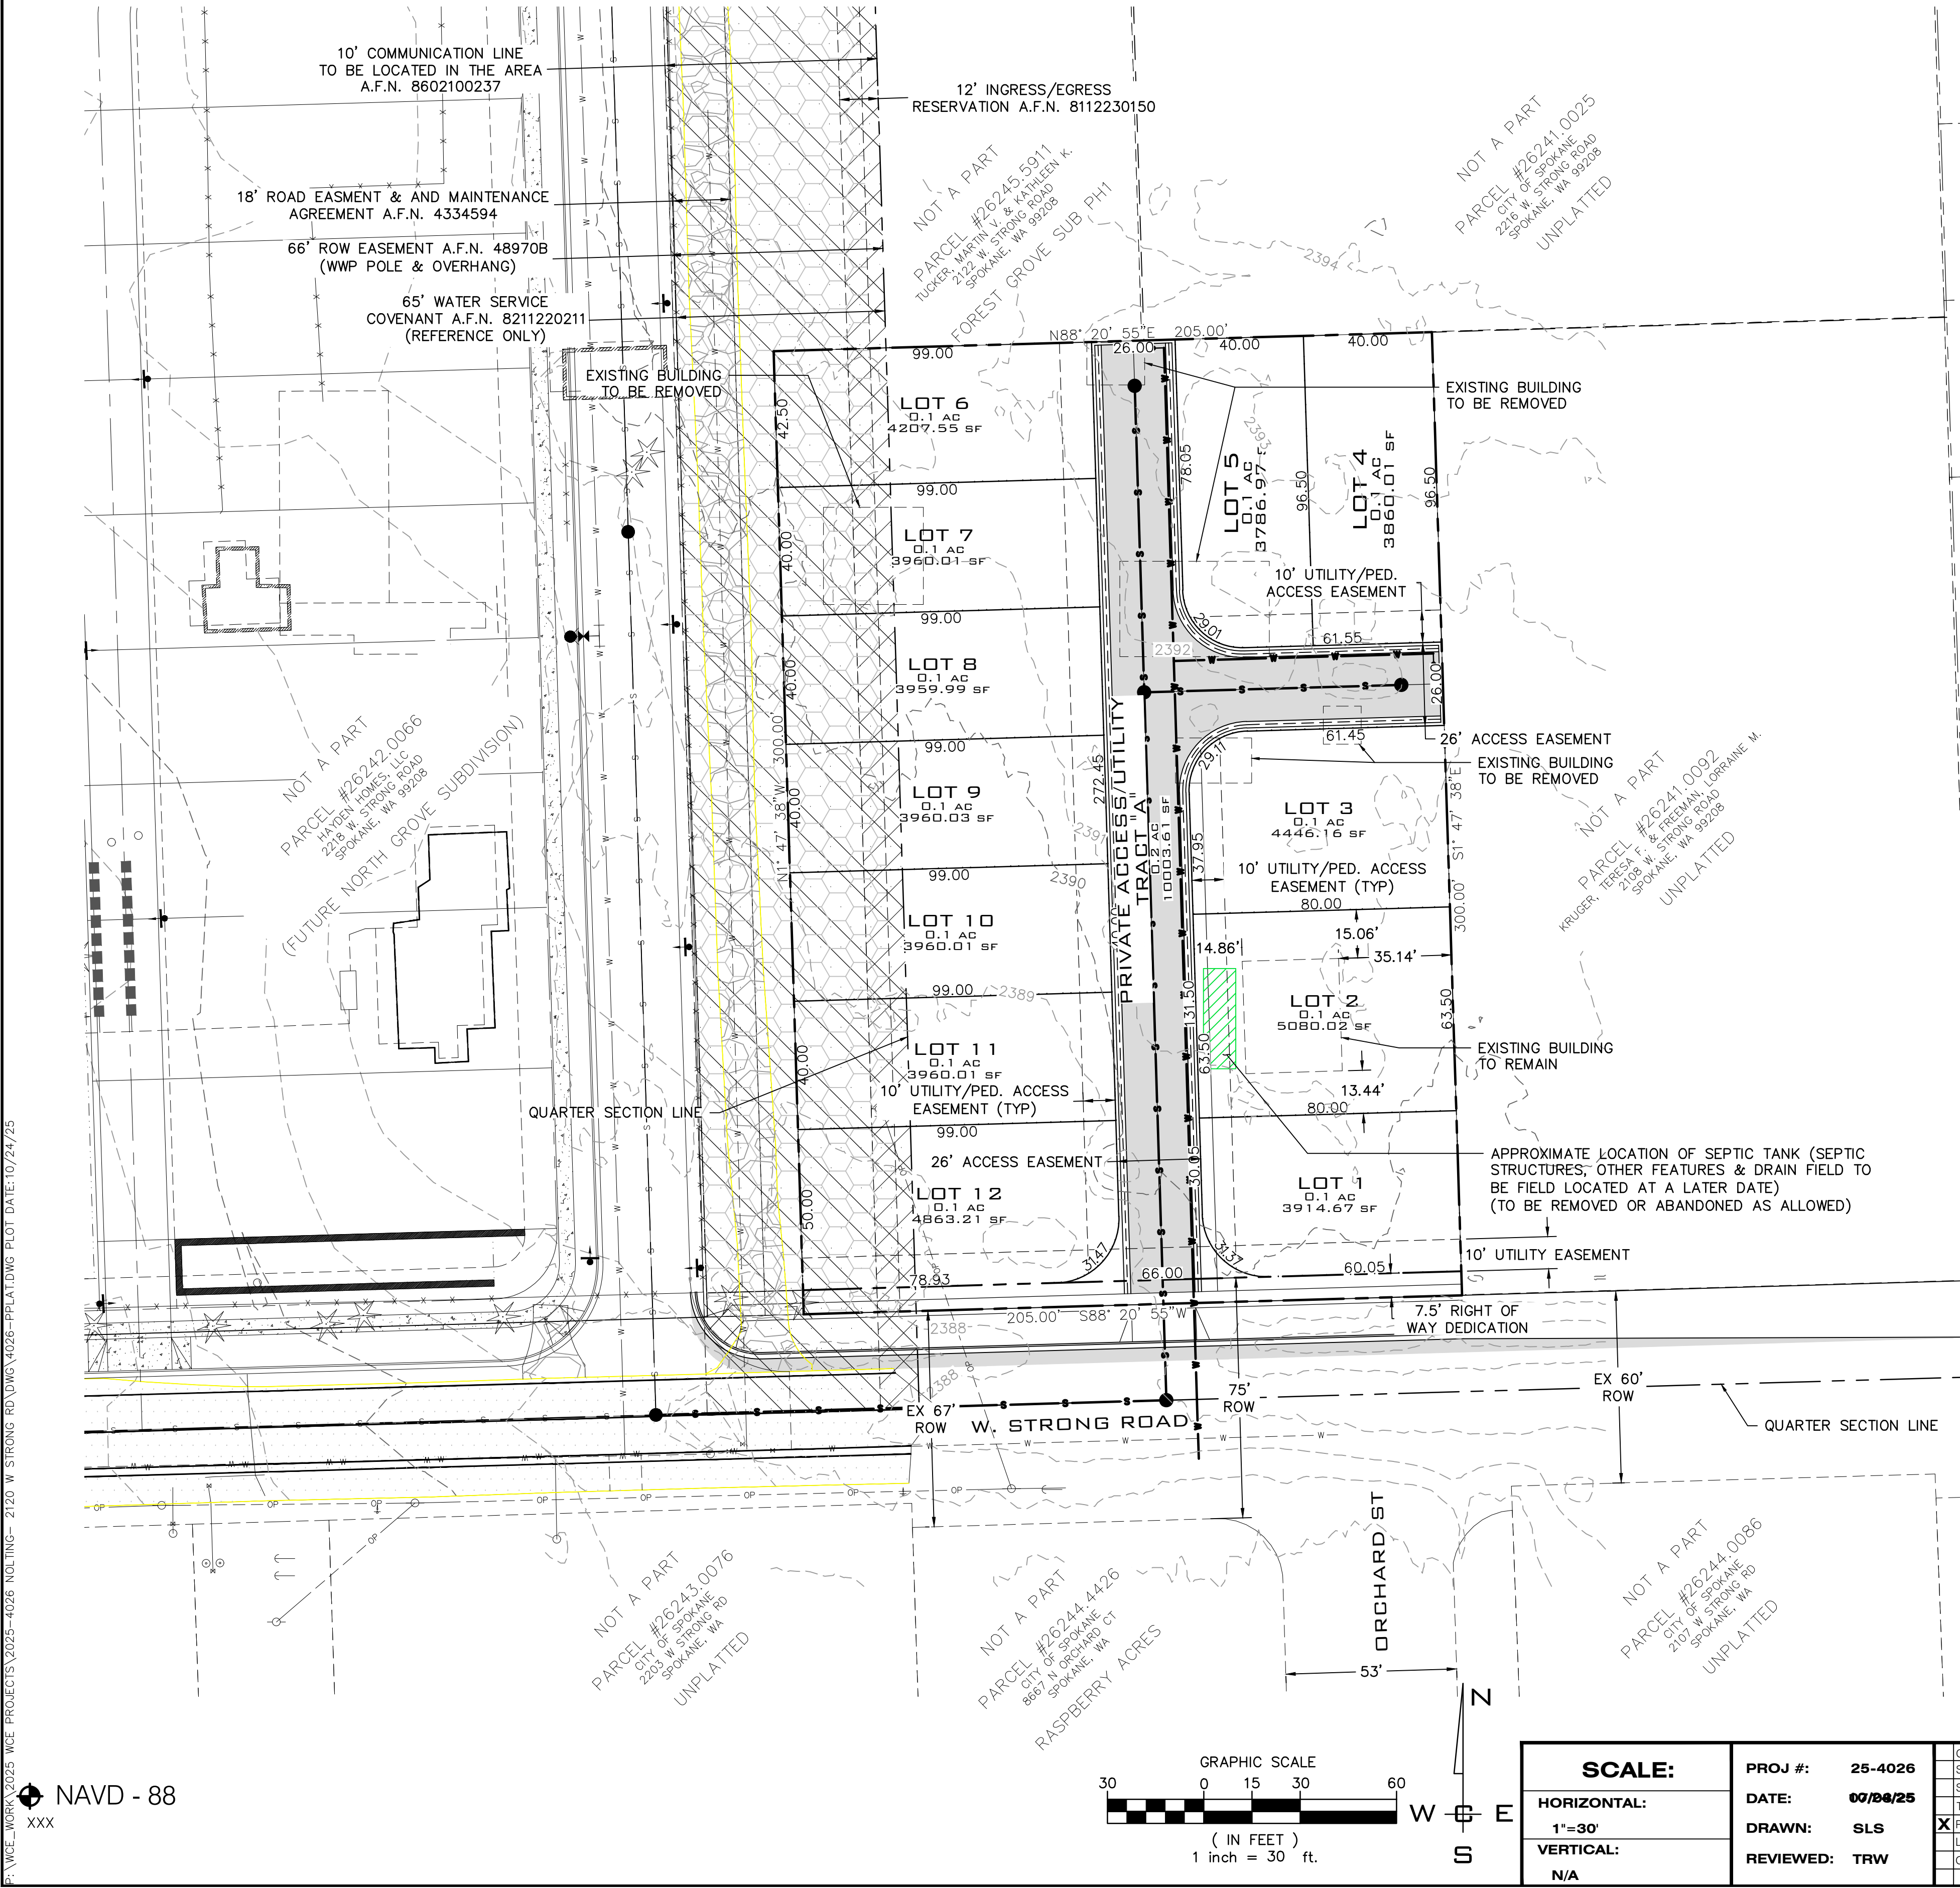 10' COMMUNICATION LINE
TO BE LOCATED IN THE AREA
A.F.N. 8602100237
12' INGRESS/EGRESS
RESERVATION A.F.N. 8112230150
18' ROAD EASMENT & AND MAINTENANCE
AGREEMENT A.F.N. 4334594
66' ROW EASEMENT A.F.N. 48970B
(WWP POLE & OVERHANG)
65' WATER SERVICE
COVENANT A.F.N. 8211220211
(REFERENCE ONLY)
NOT A PART
PARCEL #26245.5911
TUCKER, MARTIN V. & KATHLEEN K.
2122 W. STRONG ROAD
SPOKANE, WA 99208
FOREST GROVE SUB PH1
NOT A PART
PARCEL #26241.0025
CITY OF SPOKANE
2216 W. STRONG ROAD
SPOKANE, WA 99208
UNPLATTED
2394
N88° 20' 55"E 205.00'
99.00
26.00
40.00
40.00
EXISTING BUILDING
TO BE REMOVED
EXISTING BUILDING
TO BE REMOVED
LOT 6
0.1 AC
4207.55 SF
42.50
99.00
LOT 7
0.1 AC
3960.01 SF
40.00
99.00
LOT 8
0.1 AC
3959.99 SF
40.00
99.00
LOT 9
0.1 AC
3960.03 SF
40.00
N1° 47' 38"W 300.00'
99.00
LOT 10
0.1 AC
3960.01 SF
99.00
LOT 11
0.1 AC
3960.01 SF
40.00
99.00
LOT 12
0.1 AC
4863.21 SF
50.00
78.93
31.47
LOT 5
0.1 AC
3786.97
2393
78.05
96.50
LOT 4
0.1 AC
3860.01 SF
96.50
10' UTILITY/PED.
ACCESS EASEMENT
29.01
61.55
2392
26.00
61.45
29.11
26' ACCESS EASEMENT
EXISTING BUILDING
TO BE REMOVED
LOT 3
0.1 AC
4446.16 SF
37.95
10' UTILITY/PED. ACCESS
EASEMENT (TYP)
80.00
300.00' S1° 47' 38"E
272.45
PRIVATE ACCESS/UTILITY
TRACT "A"
0.2 AC
10003.61 SF
2391
2390
2389
40.00
14.86'
15.06'
35.14'
LOT 2
0.1 AC
5080.02 SF
63.50
63.50
131.50
EXISTING BUILDING
TO REMAIN
13.44'
80.00
10' UTILITY/PED. ACCESS
EASEMENT (TYP)
QUARTER SECTION LINE
26' ACCESS EASEMENT
30.05
LOT 1
0.1 AC
3914.67 SF
31.37
66.00
60.05
APPROXIMATE LOCATION OF SEPTIC TANK (SEPTIC
STRUCTURES, OTHER FEATURES & DRAIN FIELD TO
BE FIELD LOCATED AT A LATER DATE)
(TO BE REMOVED OR ABANDONED AS ALLOWED)
10' UTILITY EASEMENT
7.5' RIGHT OF
WAY DEDICATION
205.00' S88° 20' 55"W
2388
2388
NOT A PART
PARCEL #26242.0066
HAYDEN HOMES, LLC
2218 W. STRONG ROAD
SPOKANE, WA 99208
(FUTURE NORTH GROVE SUBDIVISION)
NOT A PART
PARCEL #26241.0092
KRUGER, TERESA F. & FREEMAN, LORRAINE M.
2108 W. STRONG ROAD
SPOKANE, WA 99208
UNPLATTED
EX 67'
ROW
W. STRONG ROAD
75'
ROW
EX 60'
ROW
QUARTER SECTION LINE
ORCHARD ST
53'
NOT A PART
PARCEL #26243.0076
CITY OF SPOKANE
2203 W STRONG RD
SPOKANE, WA
UNPLATTED
NOT A PART
PARCEL #26244.4426
CITY OF SPOKANE
8667 N ORCHARD CT
SPOKANE, WA
RASPBERRY ACRES
NOT A PART
PARCEL #26244.0086
CITY OF SPOKANE
2107 W STRONG RD
SPOKANE, WA
UNPLATTED
P:\WCE_WORK\2025 WCE PROJECTS\2025-4026 NOLTING- 2120 W STRONG RD\DWG\4026-PPLAT.DWG PLOT DATE:10/24/25
NAVD - 88
XXX
GRAPHIC SCALE
30 0 15 30 60
( IN FEET )
1 inch = 30 ft.
N
W C E
S
SCALE:
HORIZONTAL:
1"=30'
VERTICAL:
N/A
PROJ #: 25-4026
DATE:
DRAWN: SLS
REVIEWED: TRW
X